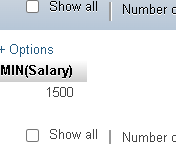 Show all Number o
+ Options
MIN(Salary)
1500
Show all Number o